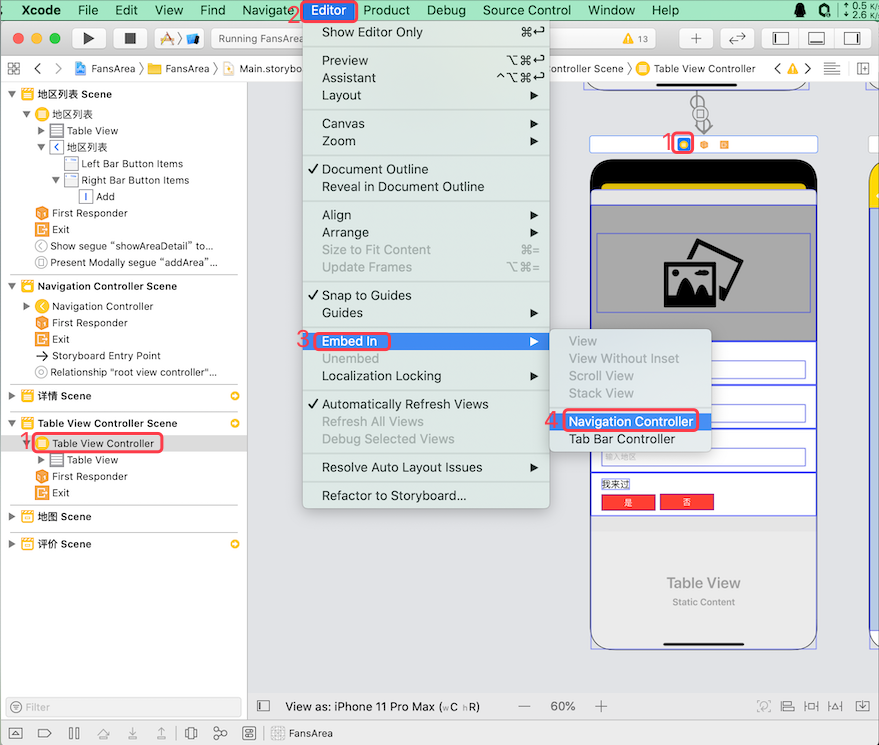 Xcode File Edit View Find Navigate Editor Product Debug Source Control Window Help
2
0.5 K/
2.6 K/
Running FansArea
13
FansArea FansArea Main.storybo
ontroller Scene Table View Controller
Show Editor Only ⌘↩
Preview ⌥⌘↩
Assistant ^⌥⌘↩
Layout
Canvas
Zoom
✓ Document Outline
Reveal in Document Outline
Align
Arrange
Size to Fit Content ⌘=
Update Frames ⌥⌘=
✓ Snap to Guides
Guides
3 Embed In
Unembed
Localization Locking
✓ Automatically Refresh Views
Refresh All Views
Debug Selected Views
Resolve Auto Layout Issues
Refactor to Storyboard...
View
View Without Inset
Scroll View
Stack View
4 Navigation Controller
Tab Bar Controller
地区列表 Scene
地区列表
Table View
地区列表
Left Bar Button Items
Right Bar Button Items
Add
First Responder
Exit
Show segue “showAreaDetail” to...
Present Modally segue “addArea”...
Navigation Controller Scene
Navigation Controller
First Responder
Exit
Storyboard Entry Point
Relationship “root view controller”...
详情 Scene
Table View Controller Scene
1 Table View Controller
Table View
First Responder
Exit
地图 Scene
评价 Scene
1
输入地区
我来过
是 否
Table View
Static Content
Filter
View as: iPhone 11 Pro Max (wC hR)
60%
FansArea